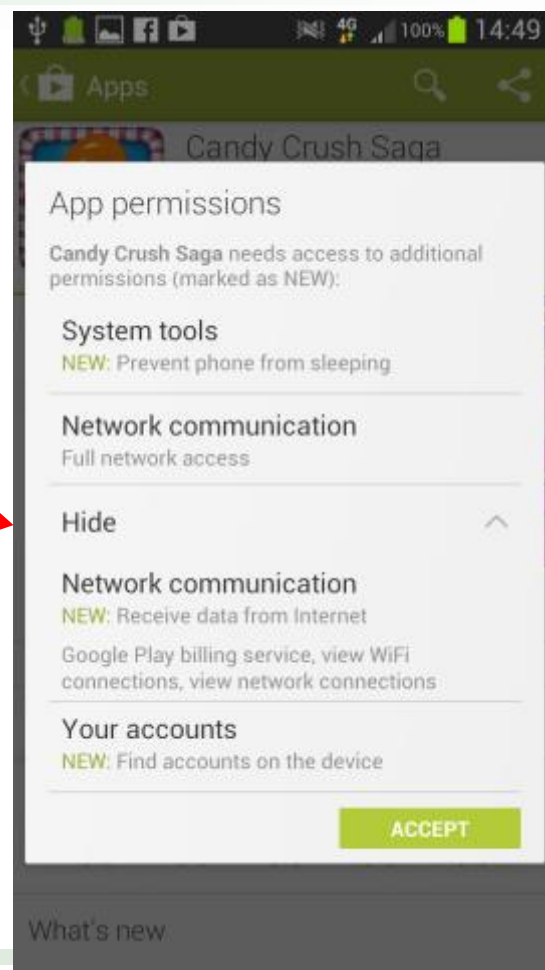 4G 100% 14:49
Apps
Candy Crush Saga
App permissions
Candy Crush Saga needs access to additional
permissions (marked as NEW):
System tools
NEW: Prevent phone from sleeping
Network communication
Full network access
Hide
Network communication
NEW: Receive data from Internet
Google Play billing service, view WiFi
connections, view network connections
Your accounts
NEW: Find accounts on the device
ACCEPT
What's new